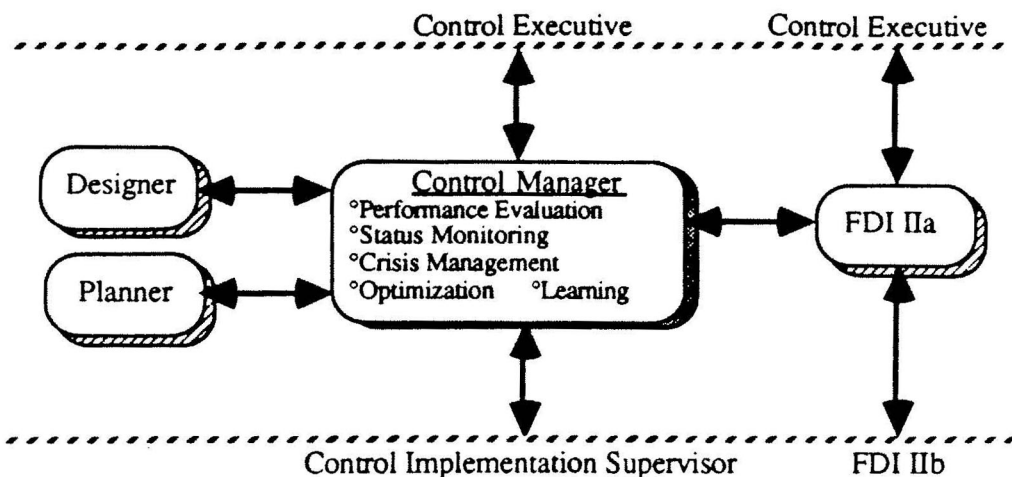 Control Executive
Control Executive
Designer
Control Manager
°Performance Evaluation
°Status Monitoring
°Crisis Management
°Optimization °Learning
FDI IIa
Planner
Control Implementation Supervisor
FDI IIb